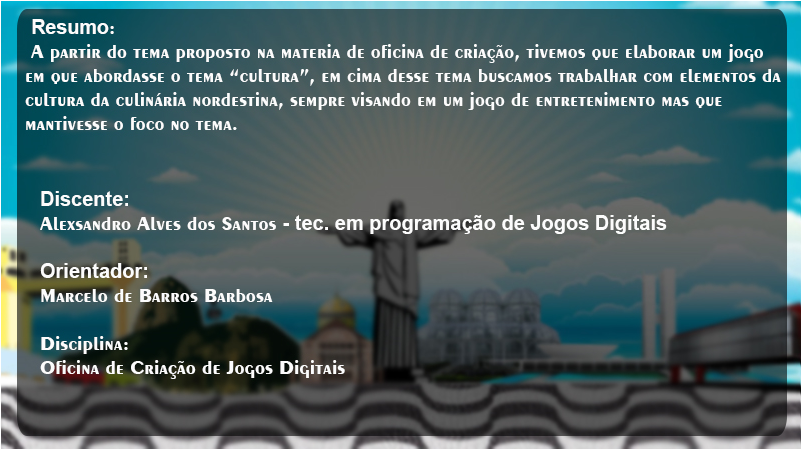 Resumo:
A partir do tema proposto na materia de oficina de criação, tivemos que elaborar um jogo
em que abordasse o tema “cultura”, em cima desse tema buscamos trabalhar com elementos da
cultura da culinária nordestina, sempre visando em um jogo de entretenimento mas que
mantivesse o foco no tema.
Discente:
Alexsandro Alves dos Santos - tec. em programação de Jogos Digitais
Orientador:
Marcelo de Barros Barbosa
Disciplina:
Oficina de Criação de Jogos Digitais